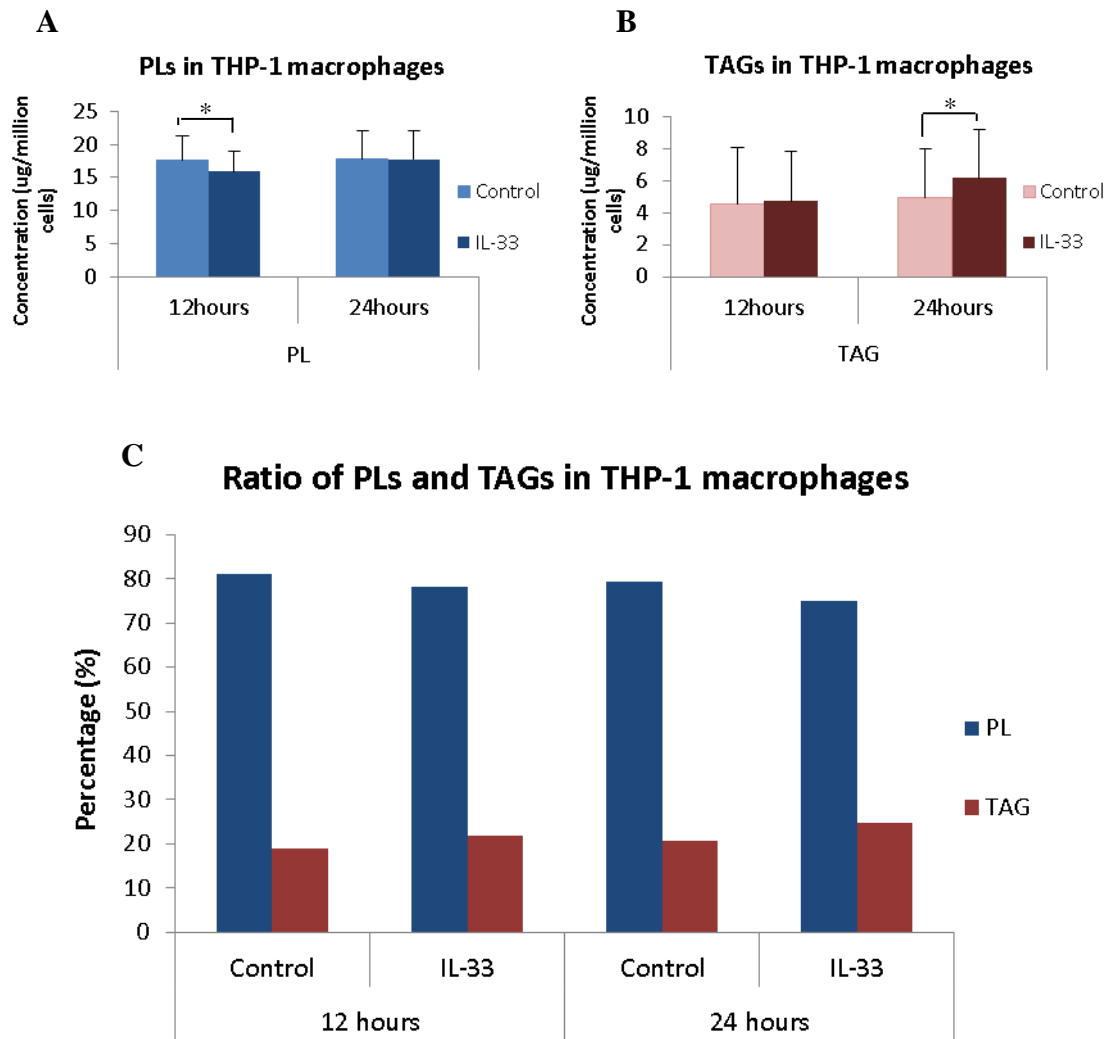 A
PLs in THP-1 macrophages
Concentration (ug/million
cells)
25
20
15
10
5
0
*
Control
IL-33
12hours
24hours
PL
B
TAGs in THP-1 macrophages
Concentration (ug/million
cells)
10
8
6
4
2
0
*
Control
IL-33
12hours
24hours
TAG
C
Ratio of PLs and TAGs in THP-1 macrophages
Percentage (%)
90
80
70
60
50
40
30
20
10
0
PL
TAG
Control
IL-33
Control
IL-33
12 hours
24 hours